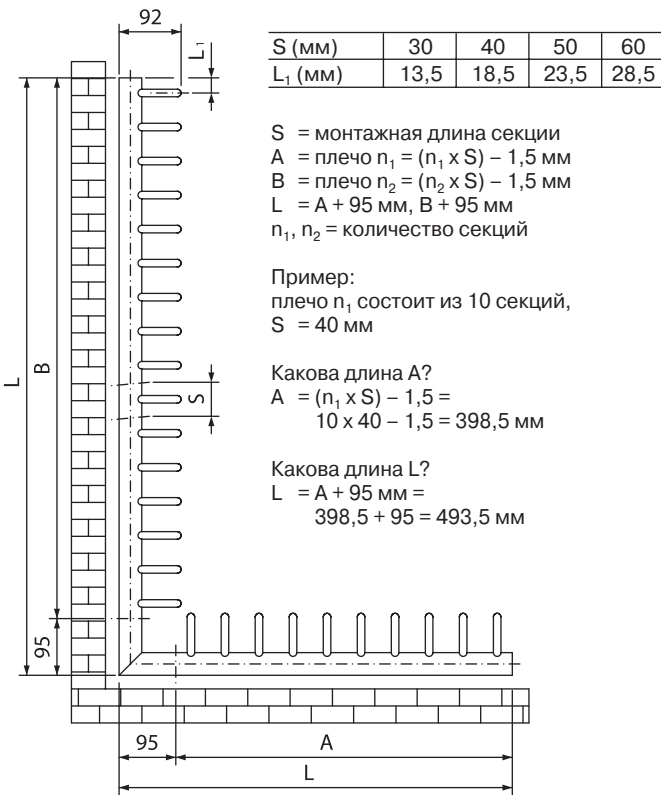 92
L₁
S (мм) 30 40 50 60
L₁ (мм) 13,5 18,5 23,5 28,5
S = монтажная длина секции
A = плечо n₁ = (n₁ x S) – 1,5 мм
B = плечо n₂ = (n₂ x S) – 1,5 мм
L = A + 95 мм, B + 95 мм
n₁, n₂ = количество секций
Пример:
плечо n₁ состоит из 10 секций,
S = 40 мм
Какова длина A?
A = (n₁ x S) – 1,5 =
10 x 40 – 1,5 = 398,5 мм
Какова длина L?
L = A + 95 мм =
398,5 + 95 = 493,5 мм
L
B
S
95
95
A
L